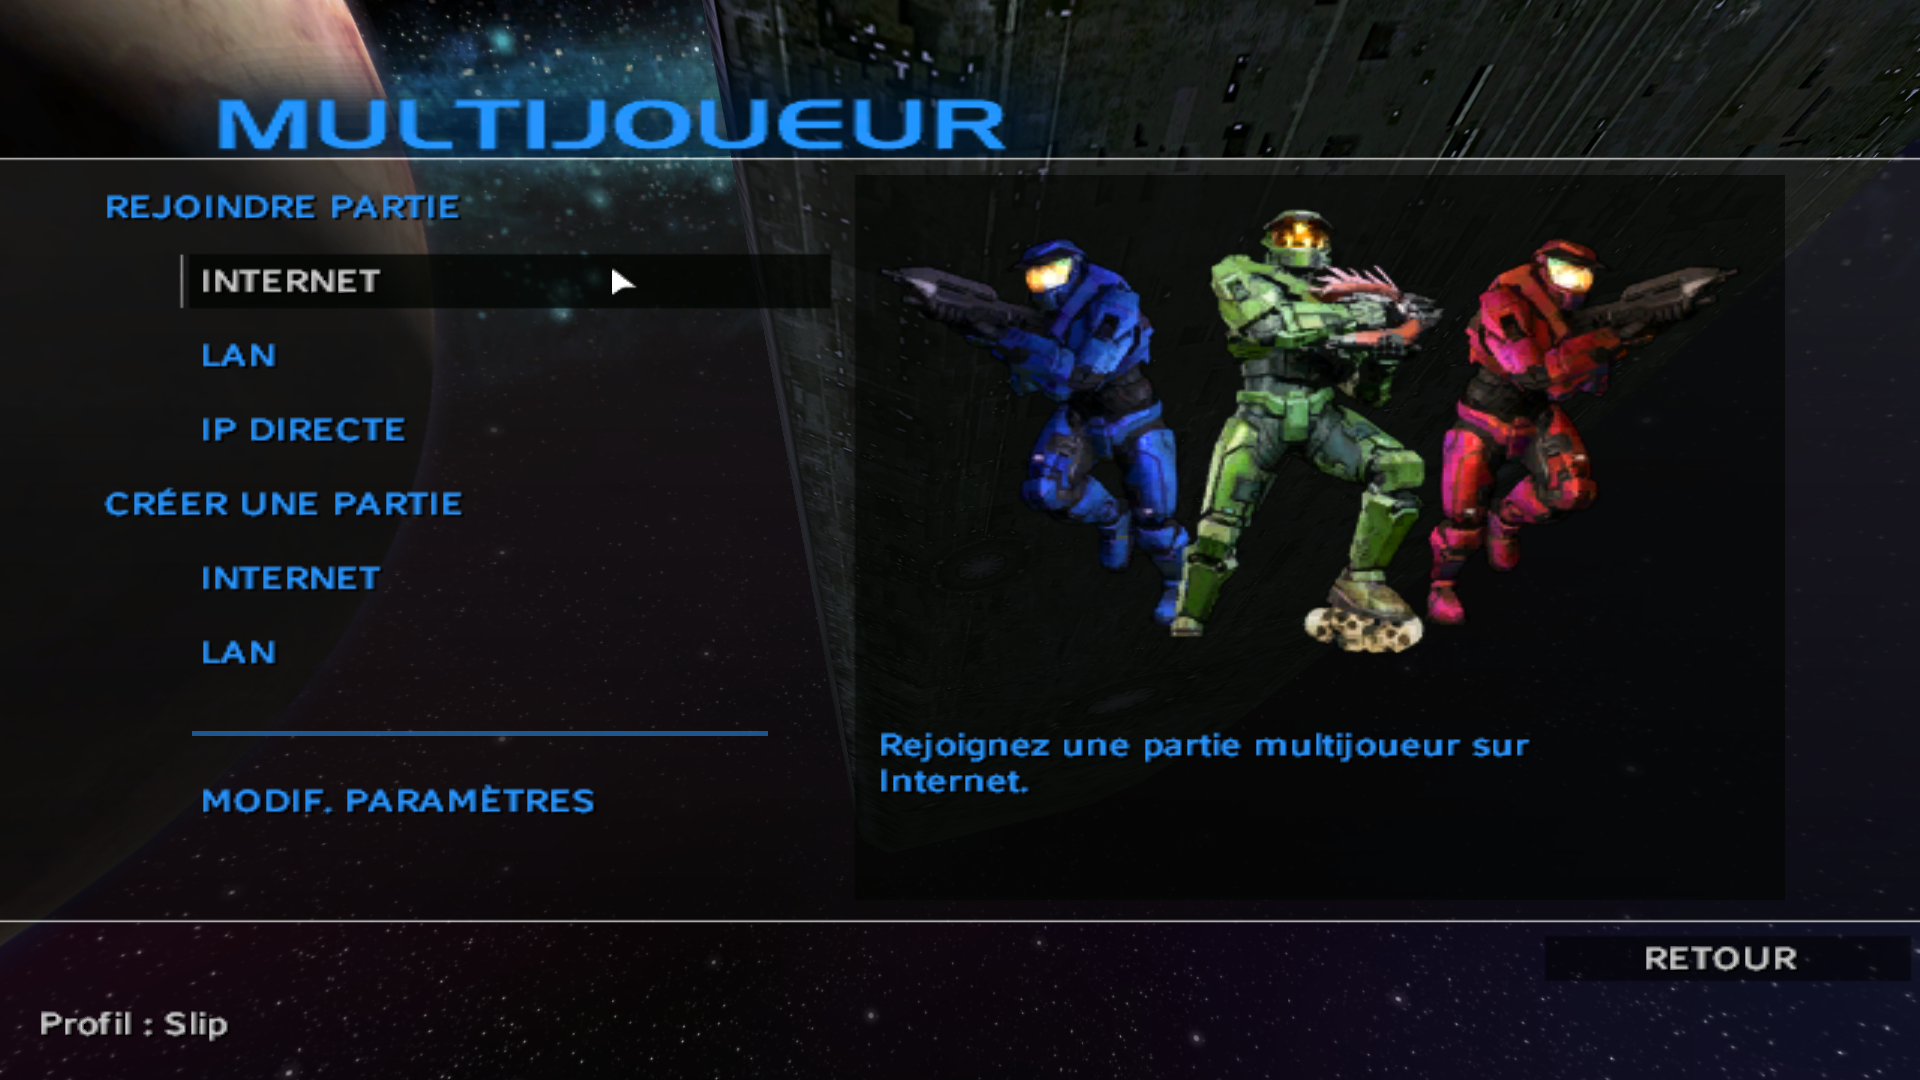 MULTIJOUEUR
REJOINDRE PARTIE
INTERNET
LAN
IP DIRECTE
CRÉER UNE PARTIE
INTERNET
LAN
MODIF. PARAMÈTRES
Rejoignez une partie multijoueur sur
Internet.
RETOUR
Profil : Slip